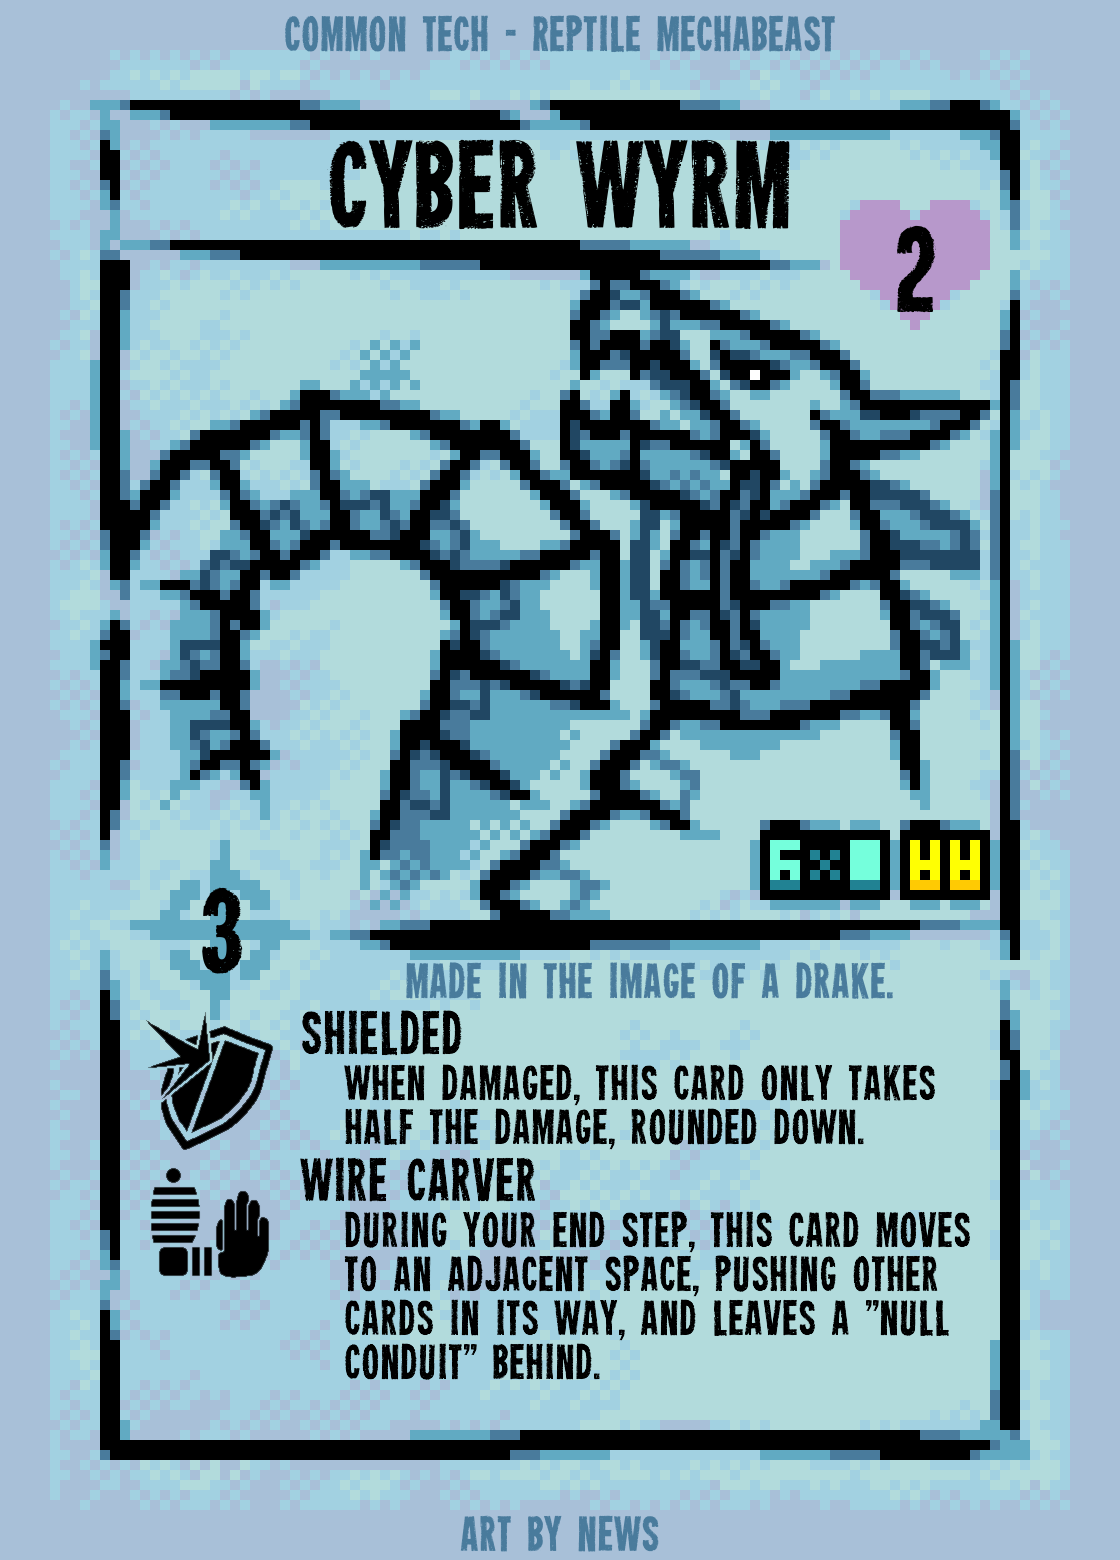 COMMON TECH - REPTILE MECHABEAST
CYBER WYRM
2
6
3
MADE IN THE IMAGE OF A DRAKE.
SHIELDED
WHEN DAMAGED, THIS CARD ONLY TAKES
HALF THE DAMAGE, ROUNDED DOWN.
WIRE CARVER
DURING YOUR END STEP, THIS CARD MOVES
TO AN ADJACENT SPACE, PUSHING OTHER
CARDS IN ITS WAY, AND LEAVES A "NULL
CONDUIT" BEHIND.
ART BY NEWS